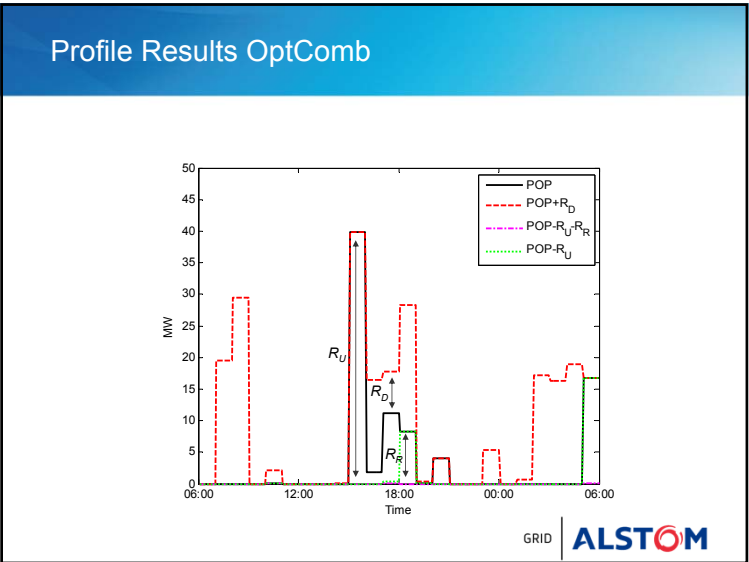 Profile Results OptComb
50
45
40
35
30
25
20
15
10
5
0
MW
06:00 12:00 18:00 00:00 06:00
Time
POP
POP+R_D
POP-R_U-R_R
POP-R_U
R_U
R_D
R_R
GRID ALSTOM